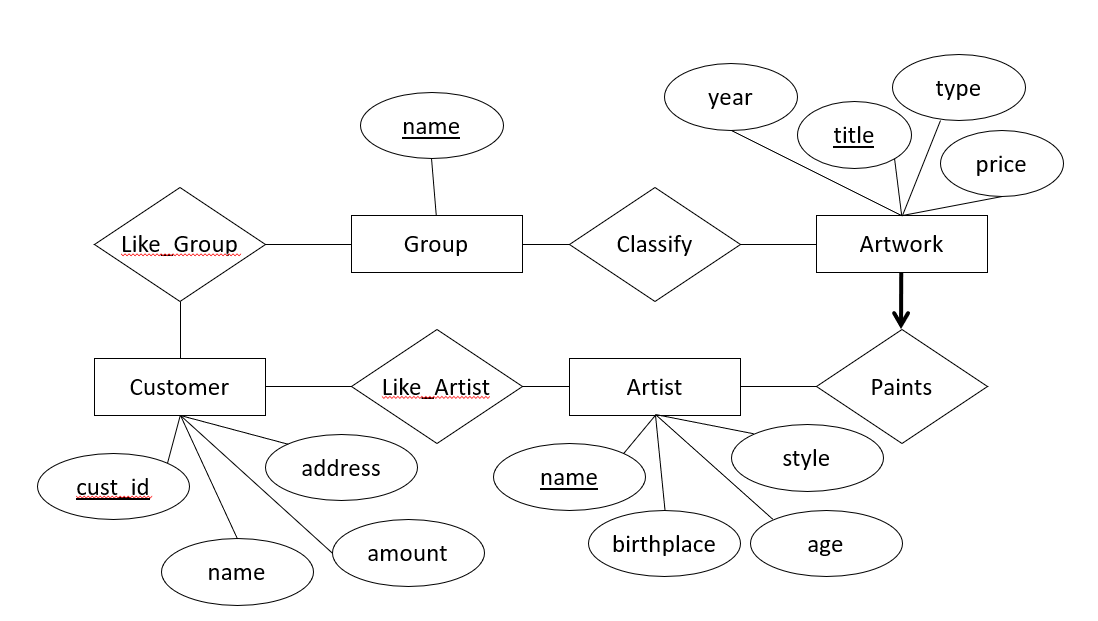 type
year
name
title
price
Like_Group
Group
Classify
Artwork
Customer
Like_Artist
Artist
Paints
address
style
cust_id
name
birthplace
age
amount
name